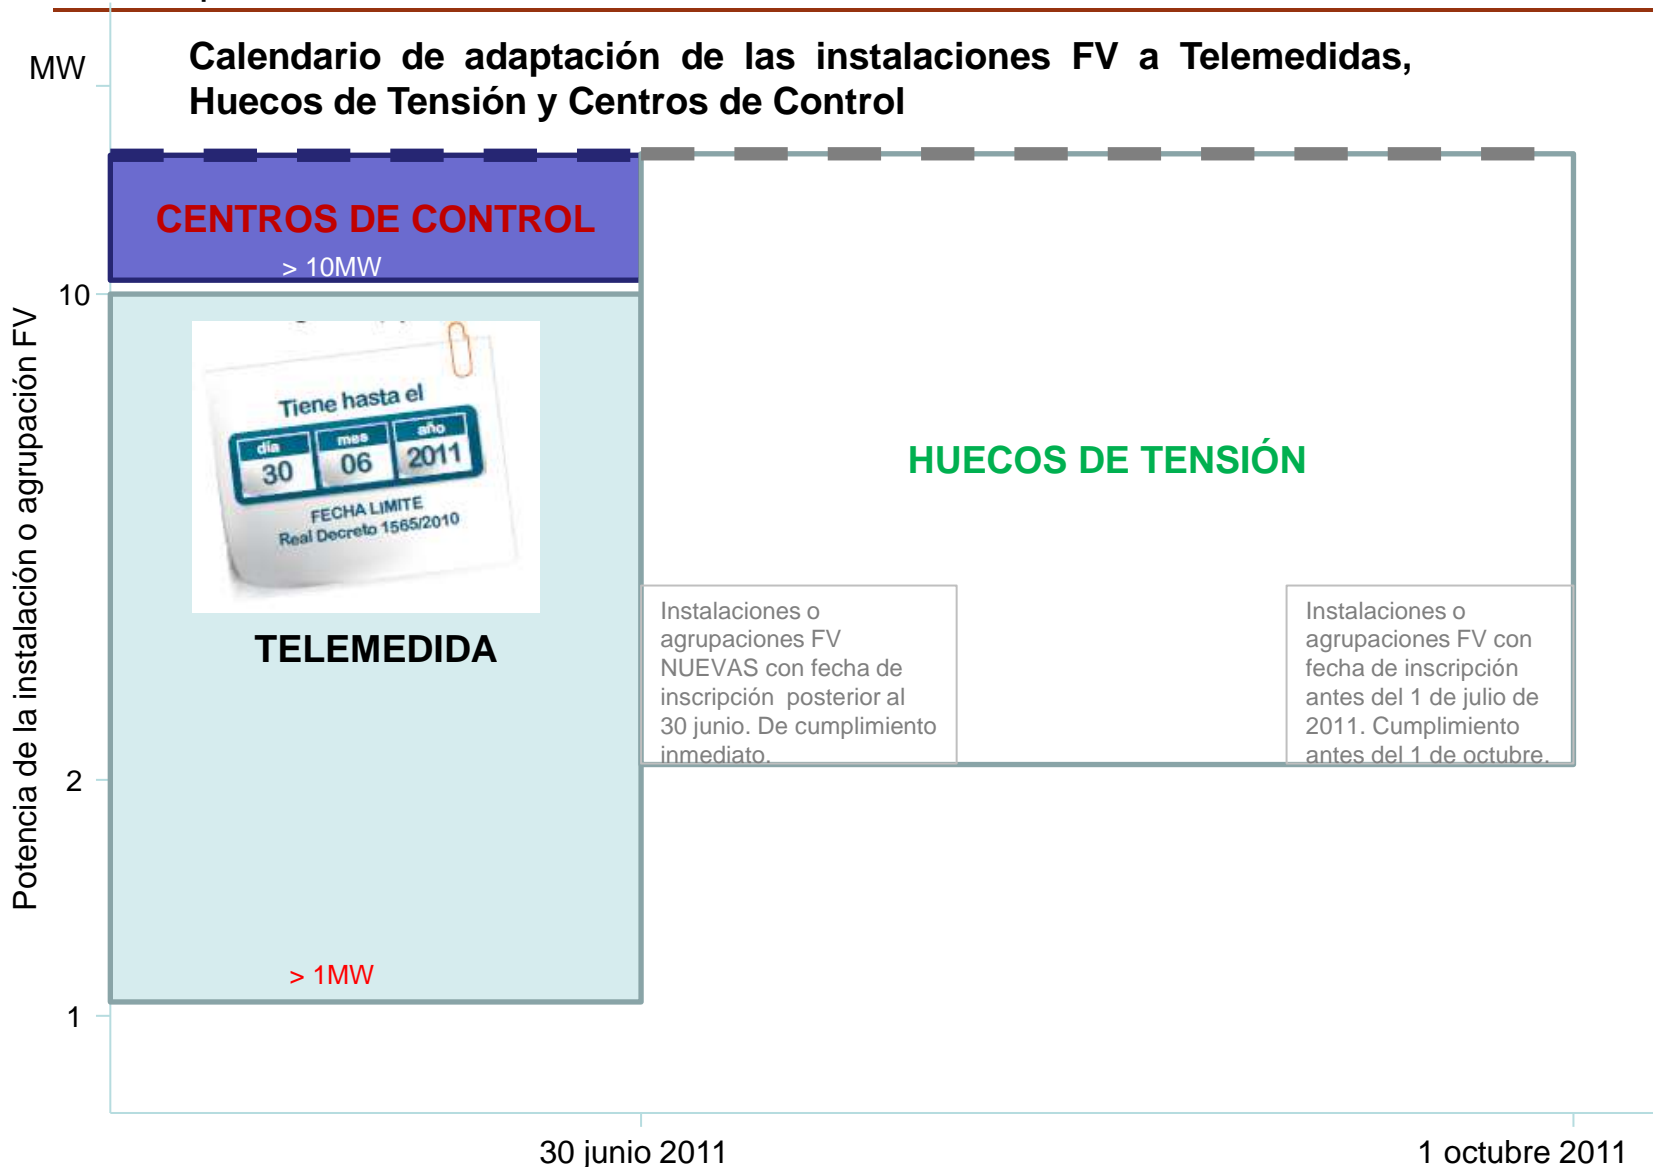 Calendario de adaptación de las instalaciones FV a Telemedidas,
Huecos de Tensión y Centros de Control
MW
CENTROS DE CONTROL
> 10MW
10
Potencia de la instalación o agrupación FV
Tiene hasta el
día mes año
30 06 2011
FECHA LIMITE
Real Decreto 1565/2010
TELEMEDIDA
HUECOS DE TENSIÓN
Instalaciones o
agrupaciones FV
NUEVAS con fecha de
inscripción posterior al
30 junio. De cumplimiento
inmediato.
Instalaciones o
agrupaciones FV con
fecha de inscripción
antes del 1 de julio de
2011. Cumplimiento
antes del 1 de octubre.
2
> 1MW
1
30 junio 2011
1 octubre 2011